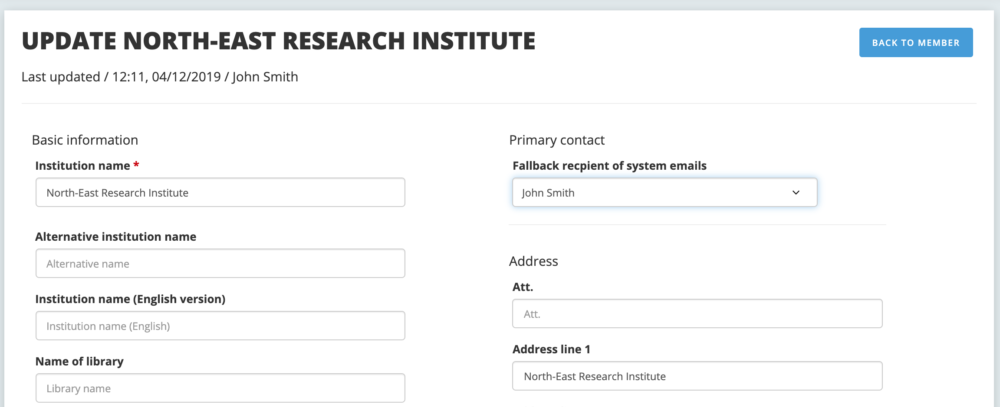 UPDATE NORTH-EAST RESEARCH INSTITUTE
BACK TO MEMBER
Last updated / 12:11, 04/12/2019 / John Smith
Basic information
Institution name *
North-East Research Institute
Alternative institution name
Alternative name
Institution name (English version)
Institution name (English)
Name of library
Library name
Primary contact
Fallback recpient of system emails
John Smith
Address
Att.
Att.
Address line 1
North-East Research Institute